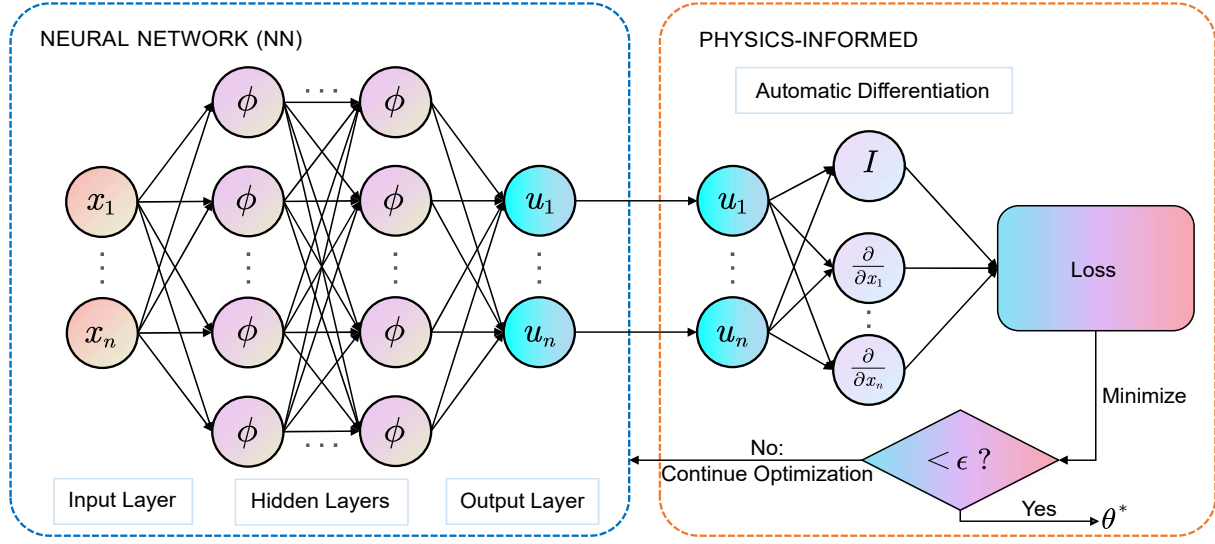 NEURAL NETWORK (NN)
ϕ ... ϕ
x₁ ϕ ϕ u₁
⋮ ⋮ ⋮ ⋮
xₙ ϕ ϕ uₙ
ϕ ... ϕ
Input Layer
Hidden Layers
Output Layer
PHYSICS-INFORMED
Automatic Differentiation
u₁
⋮
uₙ
I
∂/∂x₁
⋮
∂/∂xₙ
Loss
Minimize
< ϵ ?
No:
Continue Optimization
Yes
θ*